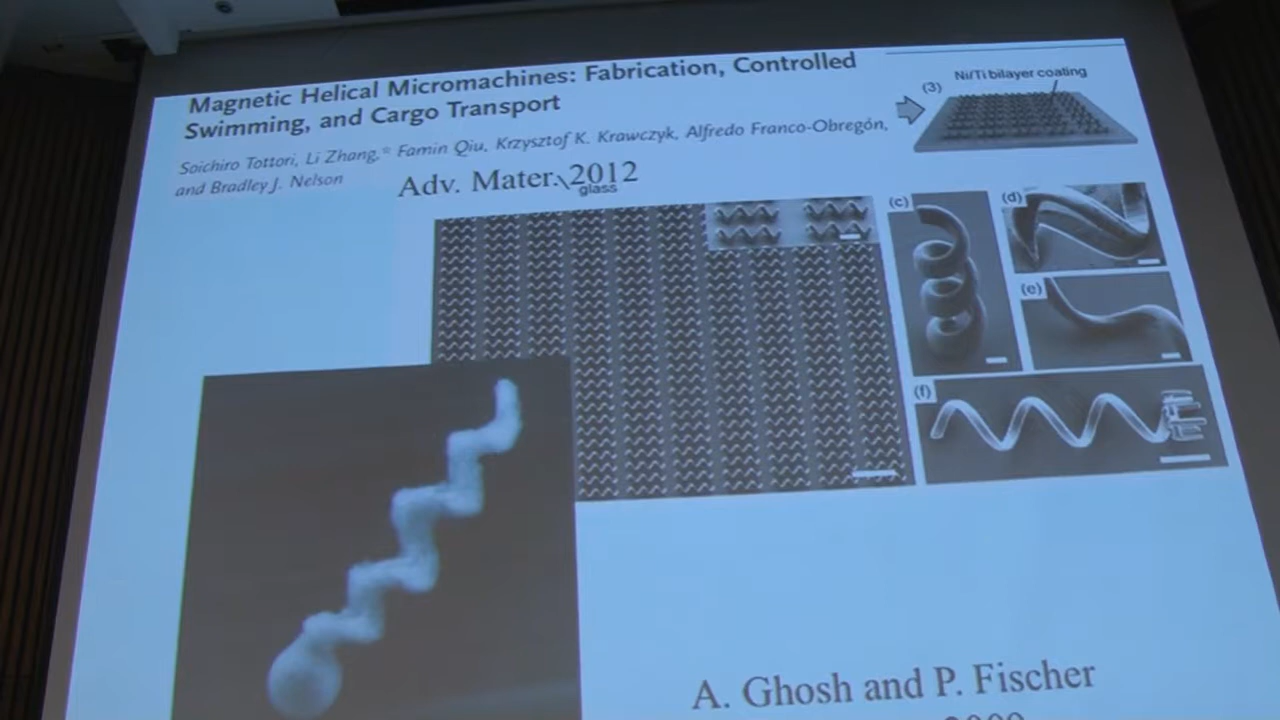 Magnetic Helical Micromachines: Fabrication, Controlled
Swimming, and Cargo Transport
Soichiro Tottori, Li Zhang,* Famin Qiu, Krzysztof K. Krawczyk, Alfredo Franco-Obregón,
and Bradley J. Nelson
Adv. Mater. 2012
glass
(3)
Ni/Ti bilayer coating
(c)
(d)
(e)
(f)
A. Ghosh and P. Fischer